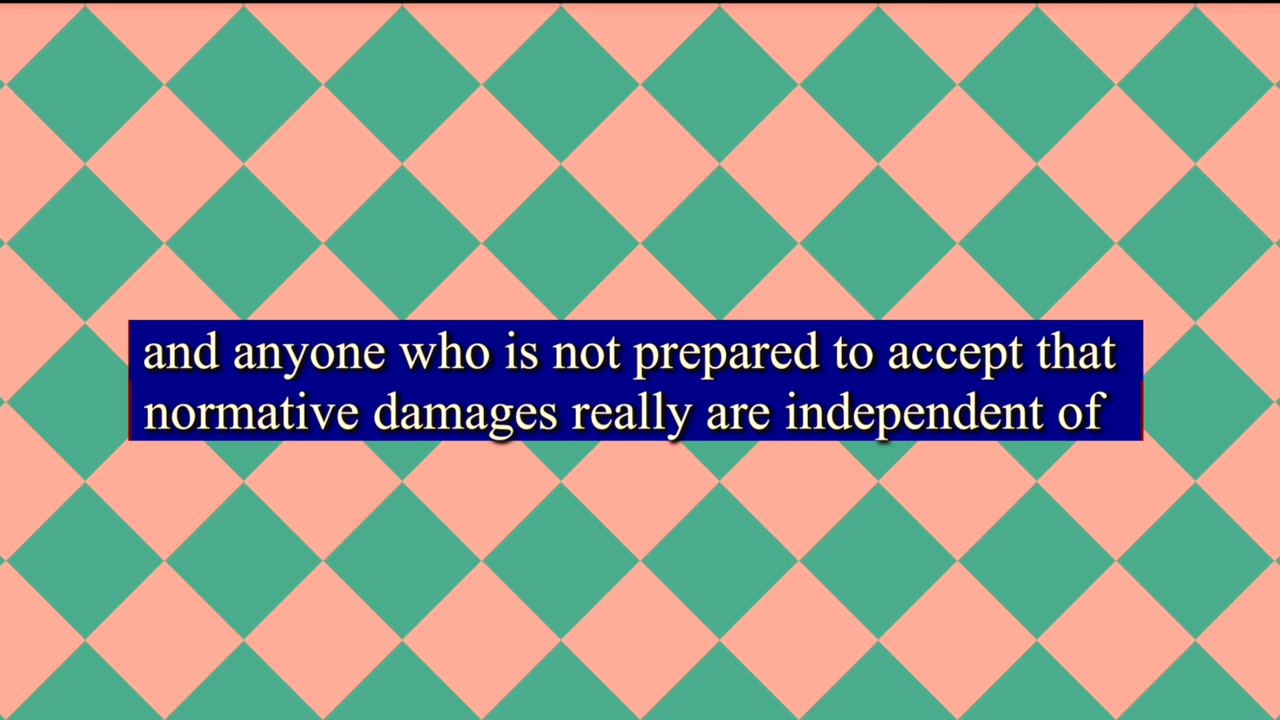 and anyone who is not prepared to accept that
normative damages really are independent of